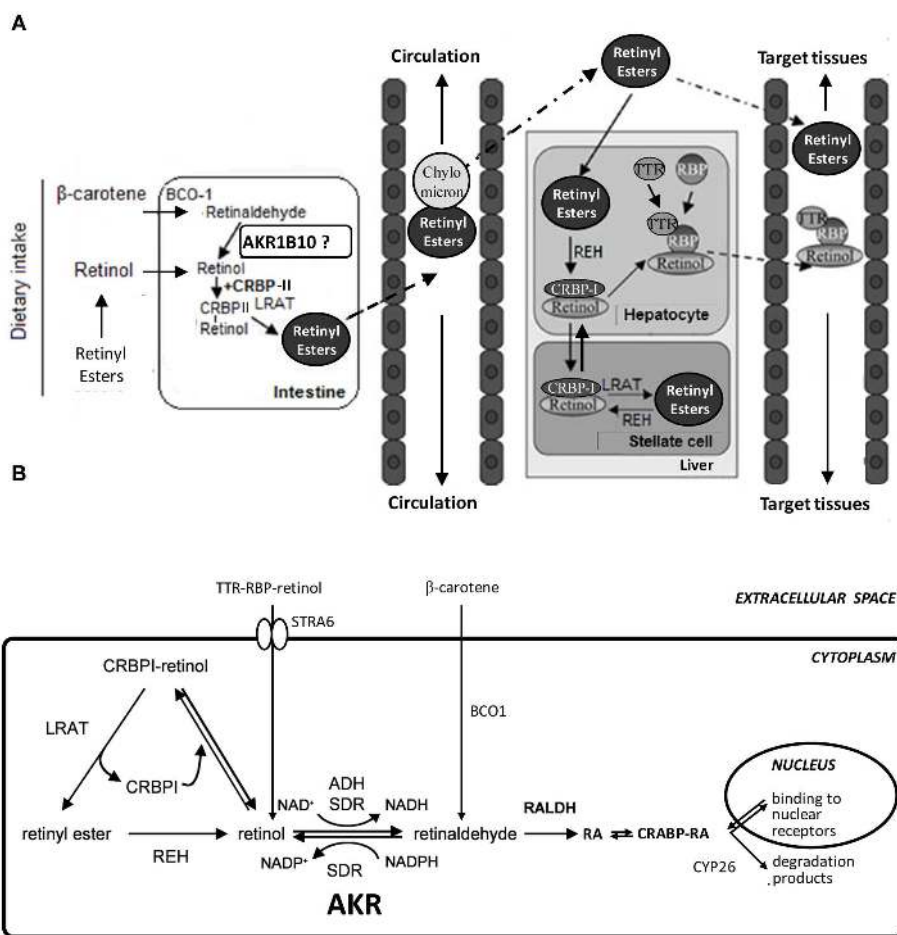 A
Circulation
Retinyl
Esters
Target tissues
Retinyl
Esters
Chylo
micron
Retinyl
Esters
Dietary intake
β-carotene
BCO-1
Retinaldehyde
AKR1B10 ?
Retinol
Retinol
+CRBP-II
CRBPII
LRAT
Retinol
Retinyl
Esters
Retinyl
Esters
Intestine
Retinyl
Esters
TTR
RBP
TTR
RBP
Retinol
REH
CRBP-I
Retinol
Hepatocyte
TTR
RBP
Retinol
CRBP-I
Retinol
LRAT
REH
Retinyl
Esters
Stellate cell
Liver
Circulation
Target tissues
B
TTR-RBP-retinol
β-carotene
EXTRACELLULAR SPACE
STRA6
CYTOPLASM
CRBPI-retinol
LRAT
CRBPI
BCO1
NUCLEUS
binding to
nuclear
receptors
retinyl ester
REH
retinol
NAD⁺
ADH
SDR
NADH
NADP⁺
SDR
NADPH
AKR
retinaldehyde
RALDH
RA
CRABP-RA
CYP26
degradation
products